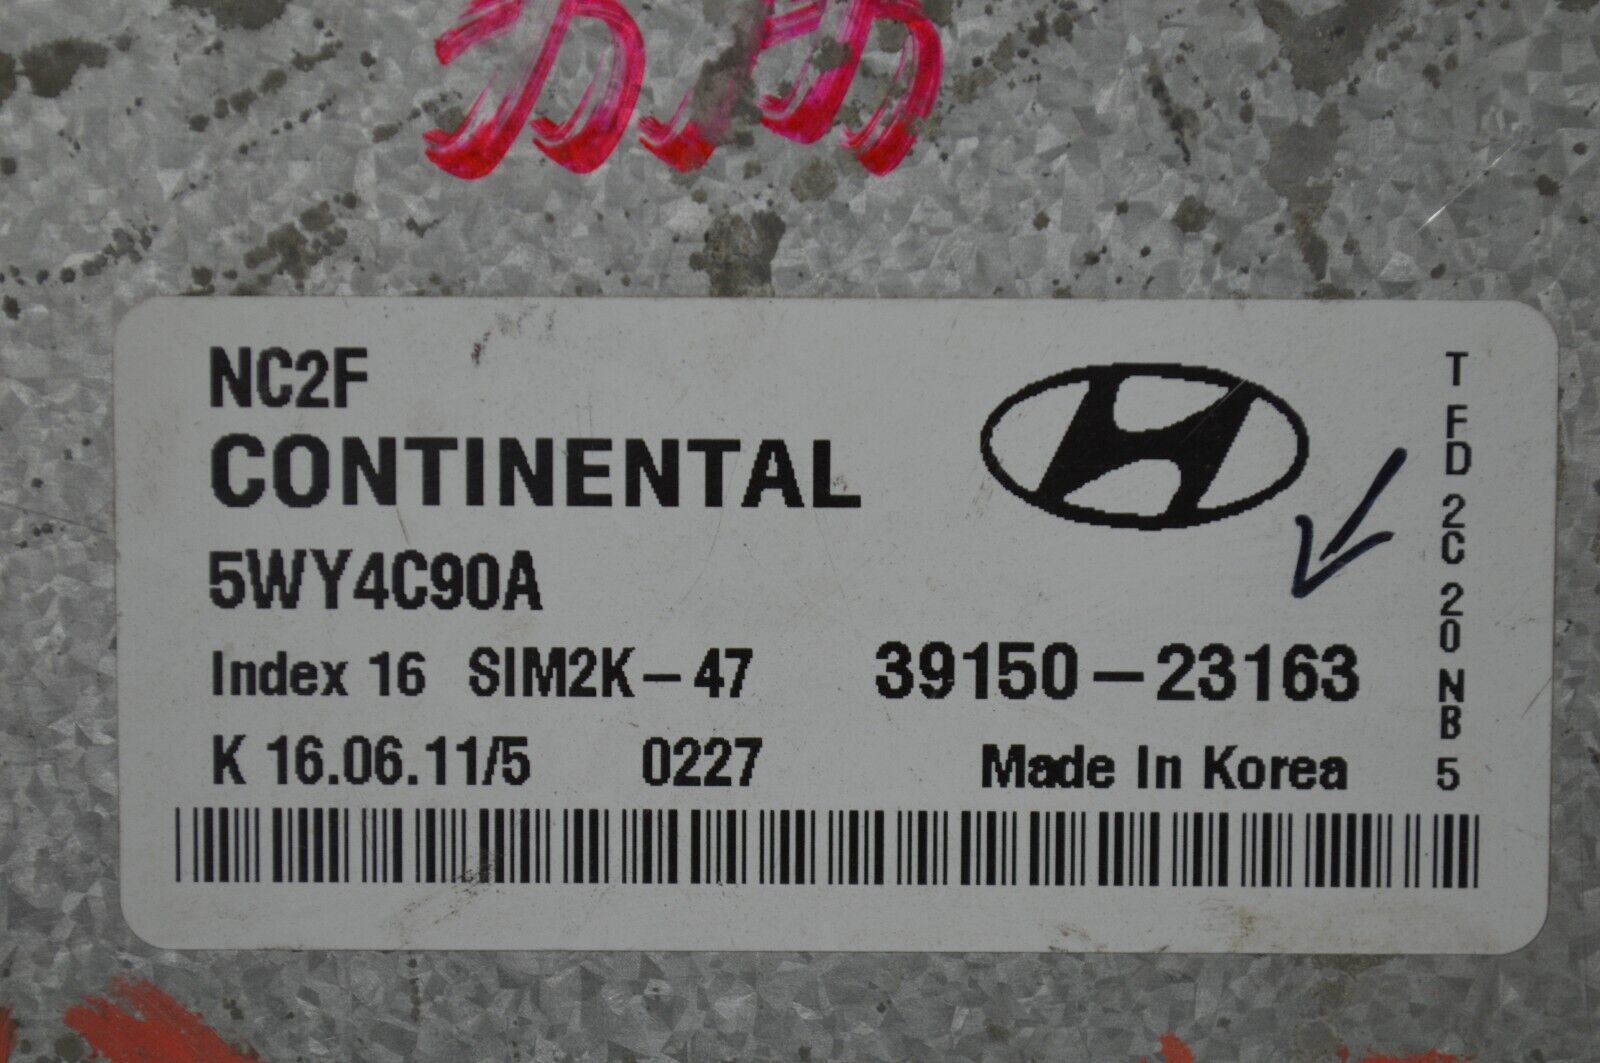 NC2F
CONTINENTAL
5WY4C90A
Index 16 SIM2K-47 39150-23163
K 16.06.11/5 0227 Made In Korea
T FD 2C 20 NB 5